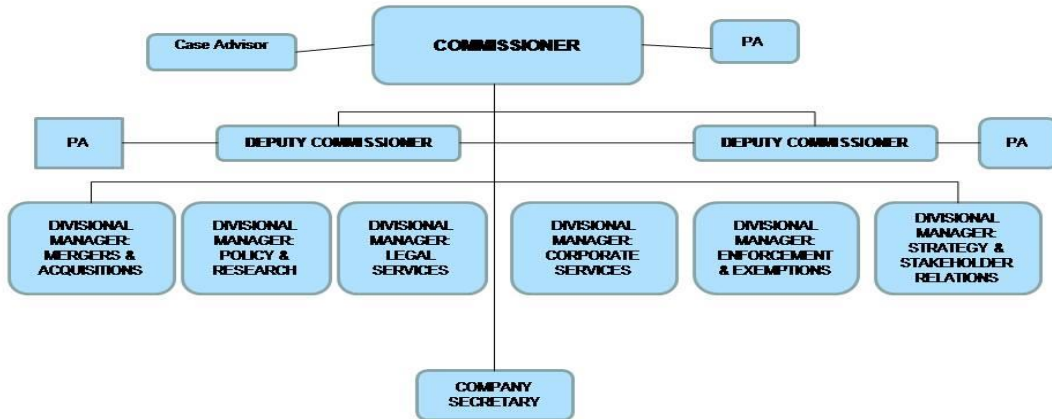 Case Advisor
COMMISSIONER
PA
PA
DEPUTY COMMISSIONER
DEPUTY COMMISSIONER
PA
DIVISIONAL
MANAGER:
MERGERS &
ACQUISITIONS
DIVISIONAL
MANAGER:
POLICY &
RESEARCH
DIVISIONAL
MANAGER:
LEGAL
SERVICES
DIVISIONAL
MANAGER:
CORPORATE
SERVICES
DIVISIONAL
MANAGER:
ENFORCEMENT
& EXEMPTIONS
DIVISIONAL
MANAGER:
STRATEGY &
STAKEHOLDER
RELATIONS
COMPANY
SECRETARY